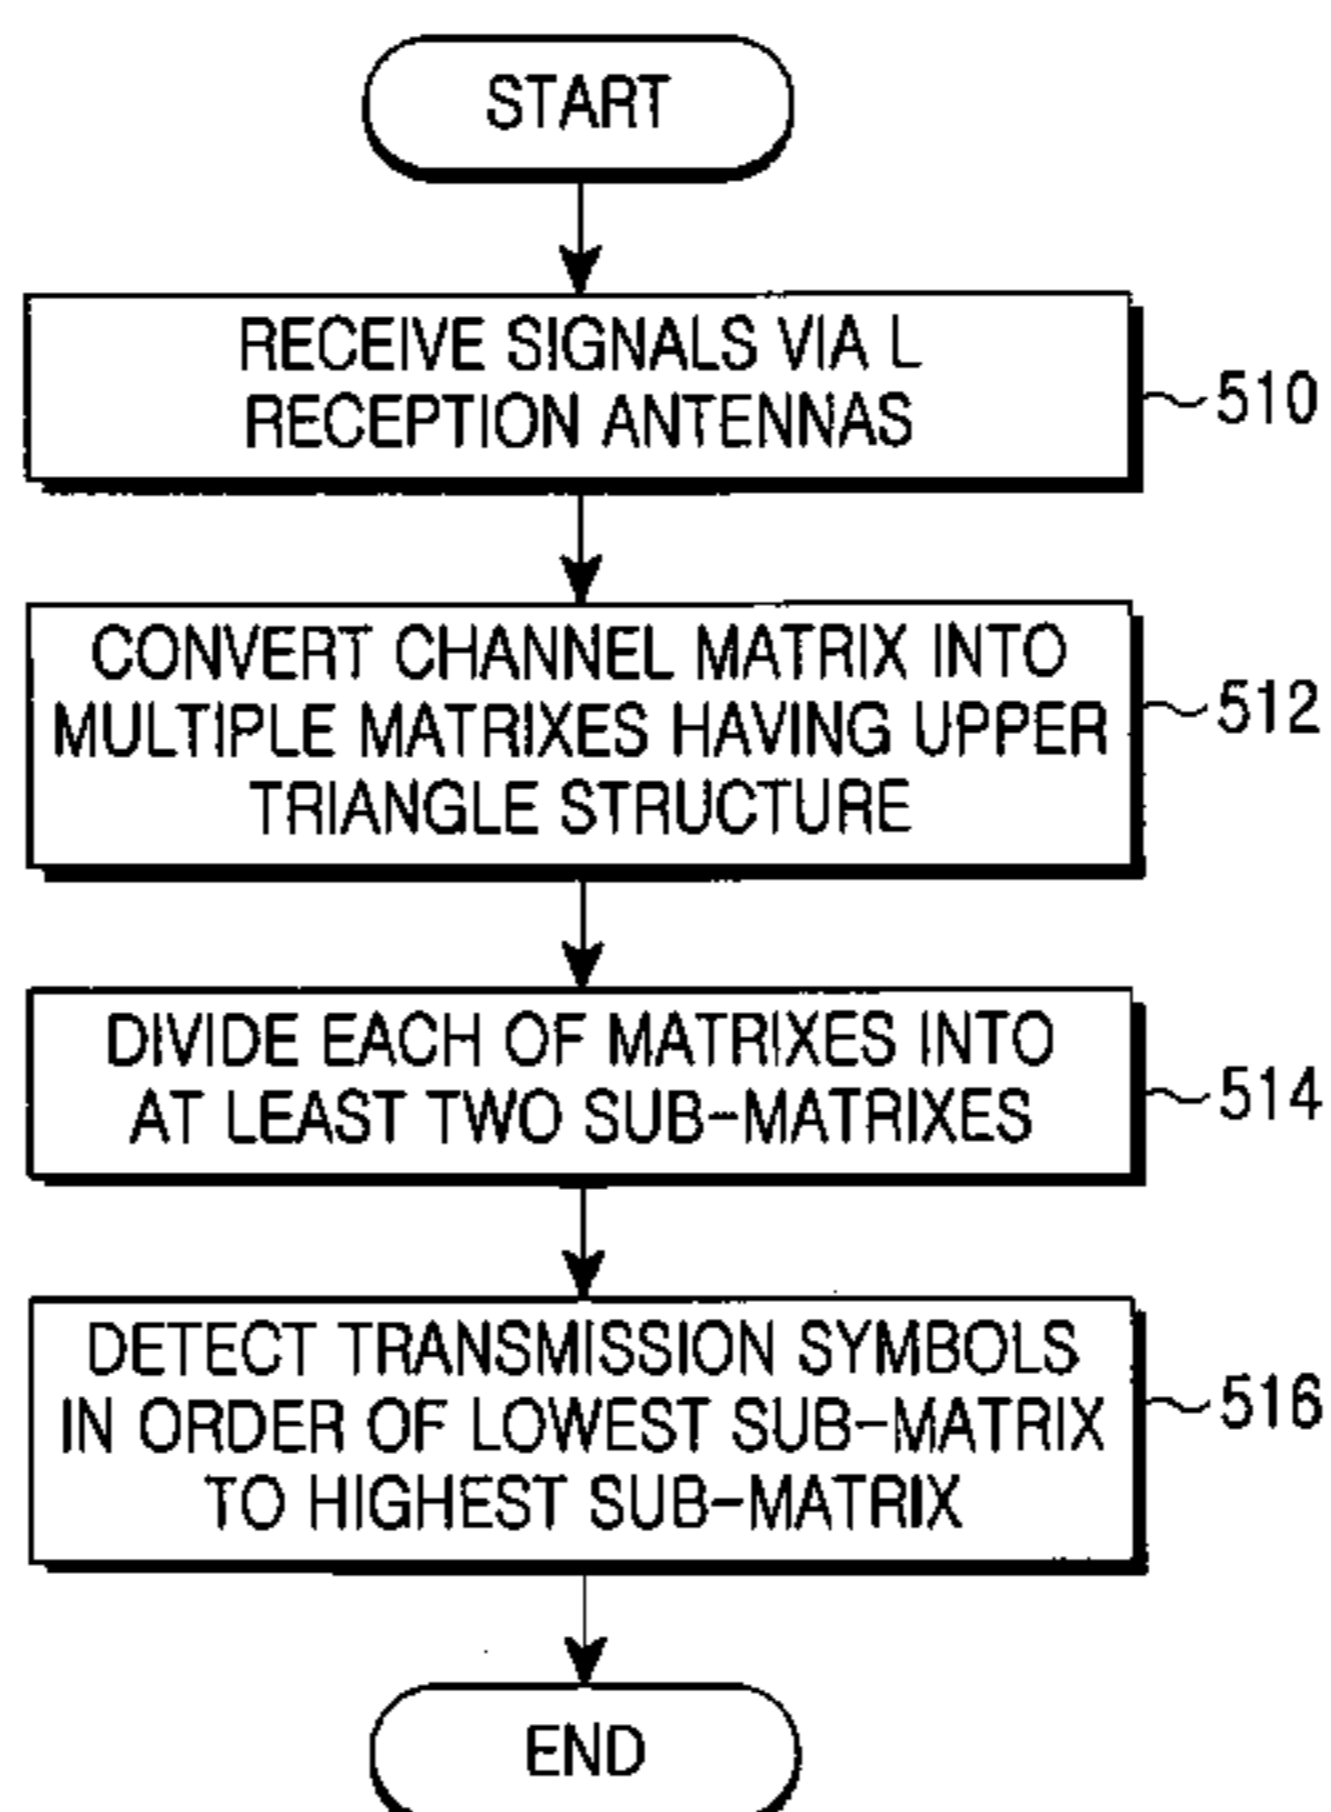 START
RECEIVE SIGNALS VIA L
RECEPTION ANTENNAS
510
CONVERT CHANNEL MATRIX INTO
MULTIPLE MATRIXES HAVING UPPER
TRIANGLE STRUCTURE
512
DIVIDE EACH OF MATRIXES INTO
AT LEAST TWO SUB-MATRIXES
514
DETECT TRANSMISSION SYMBOLS
IN ORDER OF LOWEST SUB-MATRIX
TO HIGHEST SUB-MATRIX
516
END